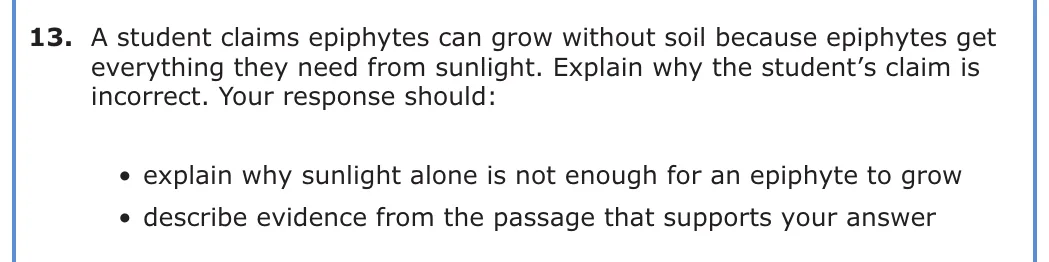 13. A student claims epiphytes can grow without soil because epiphytes get
everything they need from sunlight. Explain why the student’s claim is
incorrect. Your response should:
• explain why sunlight alone is not enough for an epiphyte to grow
• describe evidence from the passage that supports your answer